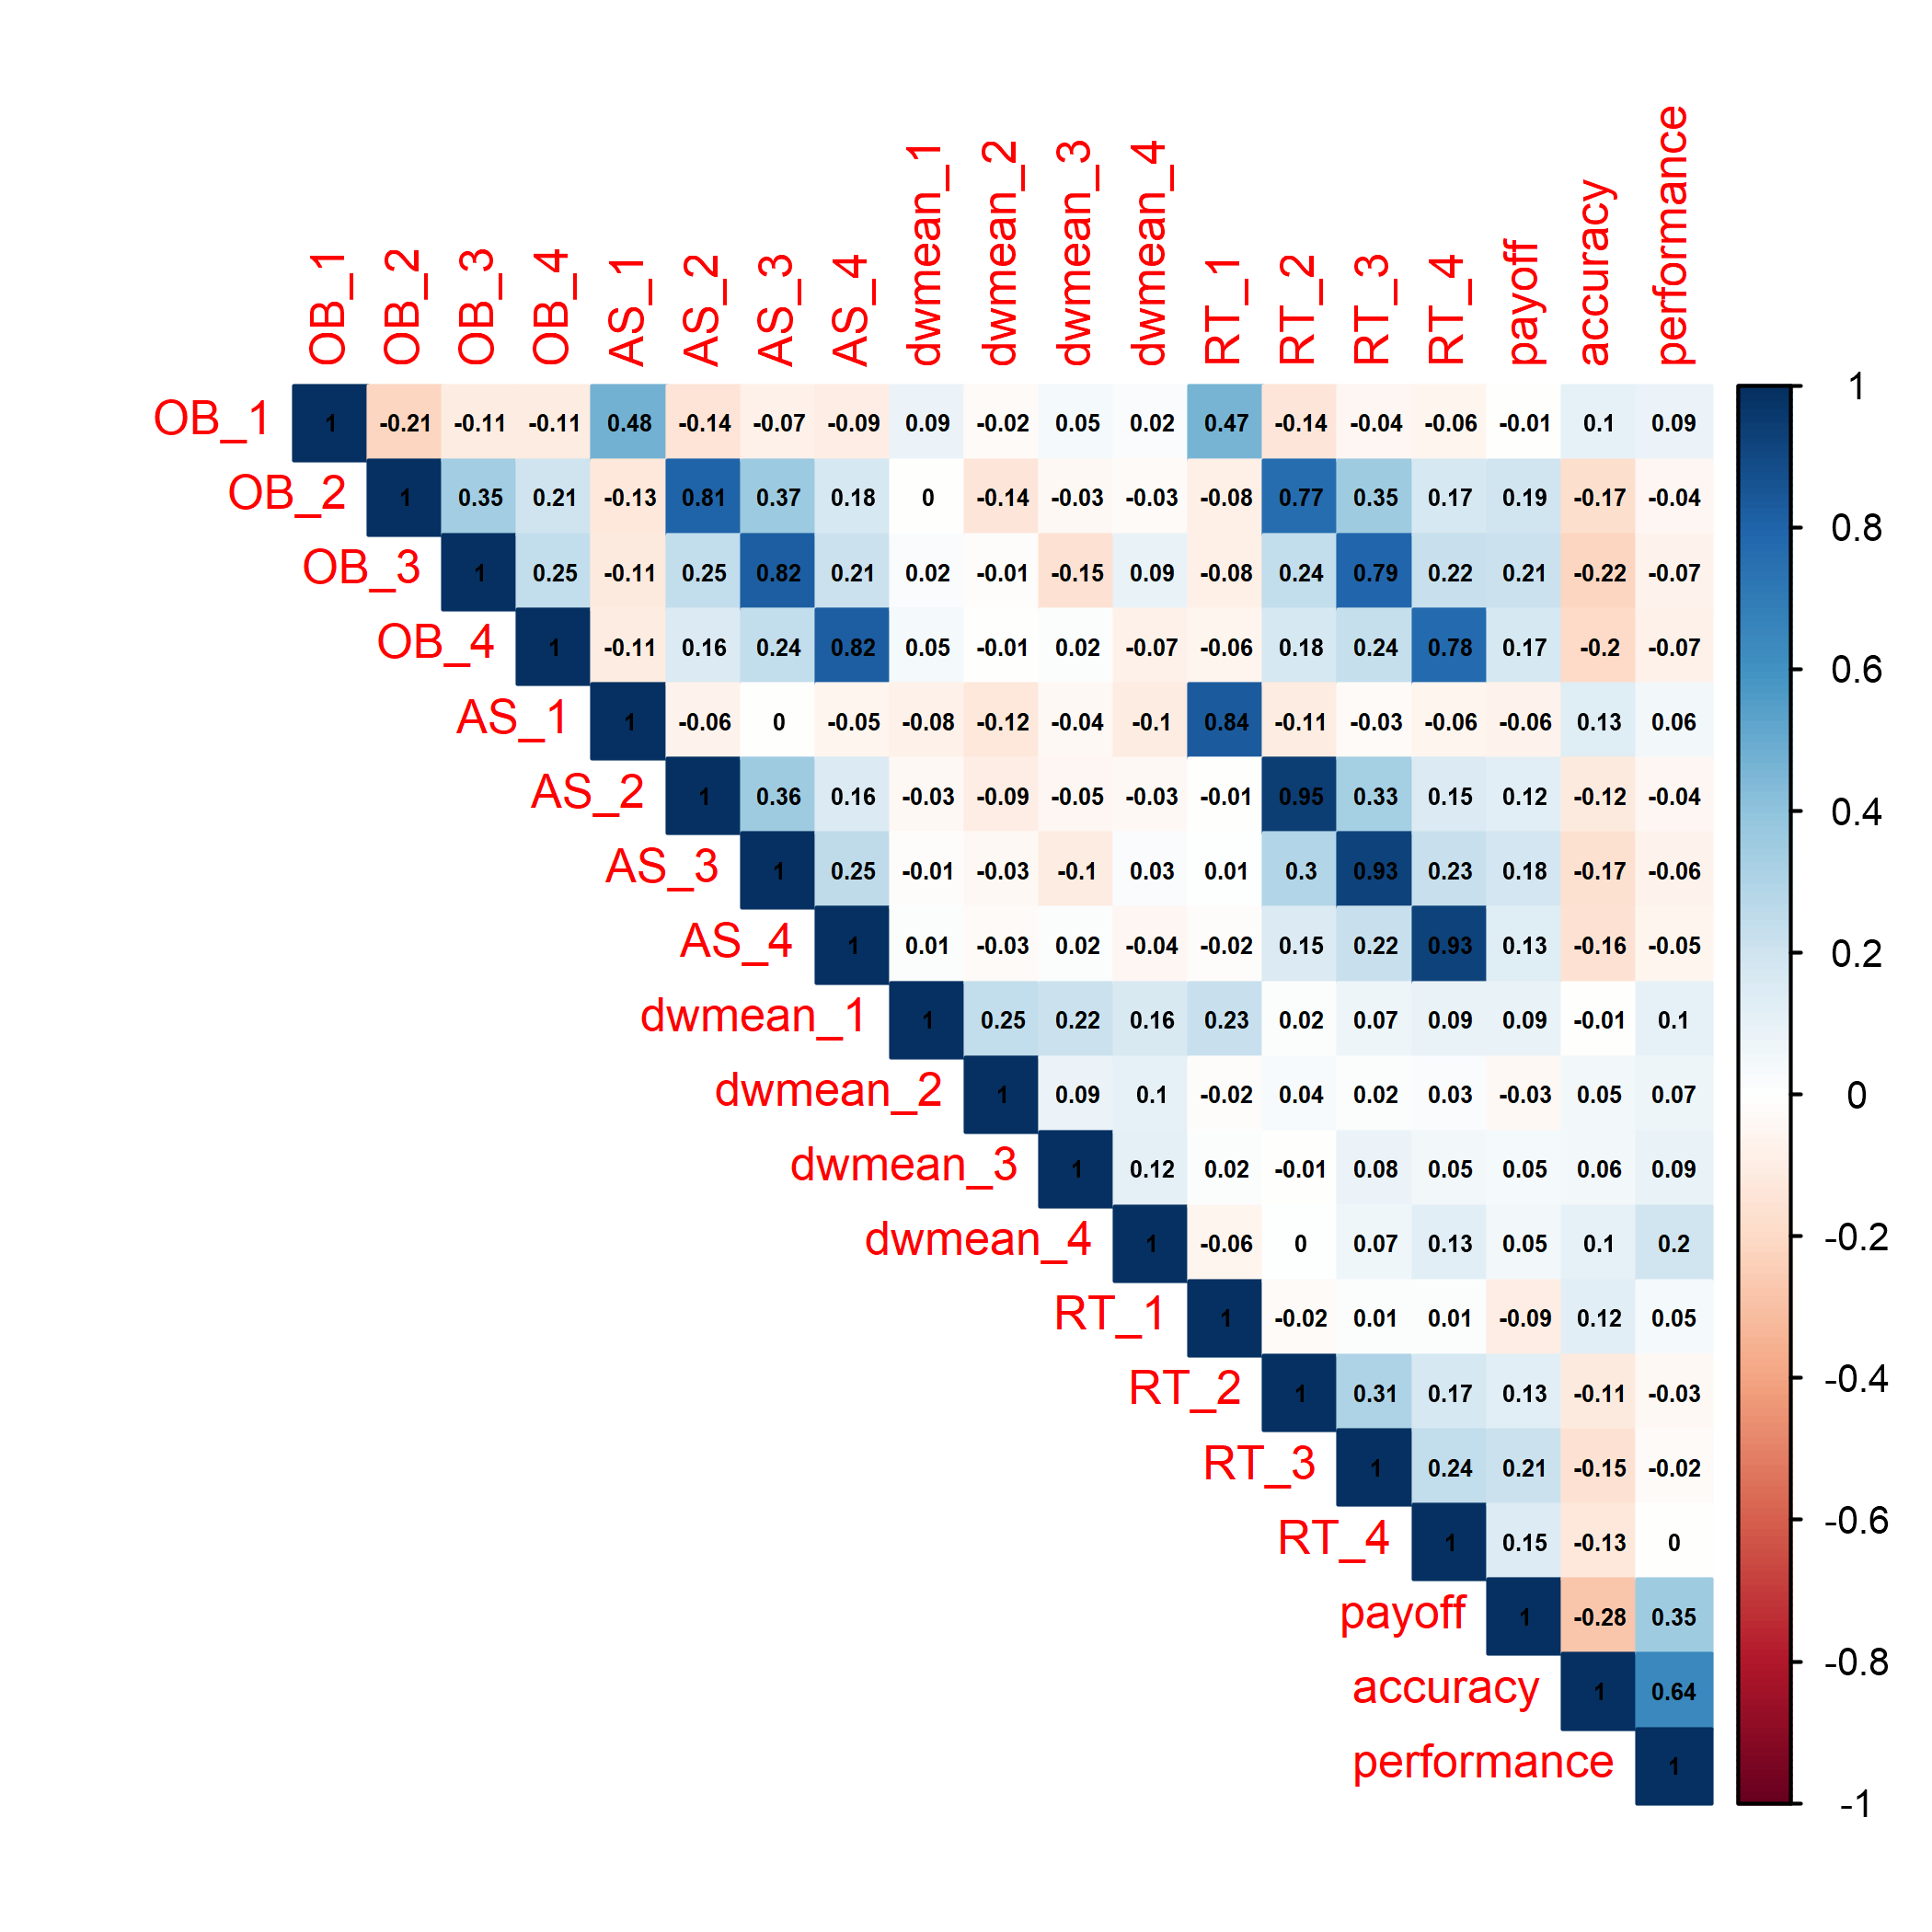 OB_1
OB_2
OB_3
OB_4
AS_1
AS_2
AS_3
AS_4
dwmean_1
dwmean_2
dwmean_3
dwmean_4
RT_1
RT_2
RT_3
RT_4
payoff
accuracy
performance
OB_1 1 -0.21 -0.11 -0.11 0.48 -0.14 -0.07 -0.09 0.09 -0.02 0.05 0.02 0.47 -0.14 -0.04 -0.06 -0.01 0.1 0.09
OB_2 1 0.35 0.21 -0.13 0.81 0.37 0.18 0 -0.14 -0.03 -0.03 -0.08 0.77 0.35 0.17 0.19 -0.17 -0.04
OB_3 1 0.25 -0.11 0.25 0.82 0.21 0.02 -0.01 -0.15 0.09 -0.08 0.24 0.79 0.22 0.21 -0.22 -0.07
OB_4 1 -0.11 0.16 0.24 0.82 0.05 -0.01 0.02 -0.07 -0.06 0.18 0.24 0.78 0.17 -0.2 -0.07
AS_1 1 -0.06 0 -0.05 -0.08 -0.12 -0.04 -0.1 0.84 -0.11 -0.03 -0.06 -0.06 0.13 0.06
AS_2 1 0.36 0.16 -0.03 -0.09 -0.05 -0.03 -0.01 0.95 0.33 0.15 0.12 -0.12 -0.04
AS_3 1 0.25 -0.01 -0.03 -0.1 0.03 0.01 0.3 0.93 0.23 0.18 -0.17 -0.06
AS_4 1 0.01 -0.03 0.02 -0.04 -0.02 0.15 0.22 0.93 0.13 -0.16 -0.05
dwmean_1 1 0.25 0.22 0.16 0.23 0.02 0.07 0.09 0.09 -0.01 0.1
dwmean_2 1 0.09 0.1 -0.02 0.04 0.02 0.03 -0.03 0.05 0.07
dwmean_3 1 0.12 0.02 -0.01 0.08 0.05 0.05 0.06 0.09
dwmean_4 1 -0.06 0 0.07 0.13 0.05 0.1 0.2
RT_1 1 -0.02 0.01 0.01 -0.09 0.12 0.05
RT_2 1 0.31 0.17 0.13 -0.11 -0.03
RT_3 1 0.24 0.21 -0.15 -0.02
RT_4 1 0.15 -0.13 0
payoff 1 -0.28 0.35
accuracy 1 0.64
performance 1
1
0.8
0.6
0.4
0.2
0
-0.2
-0.4
-0.6
-0.8
-1